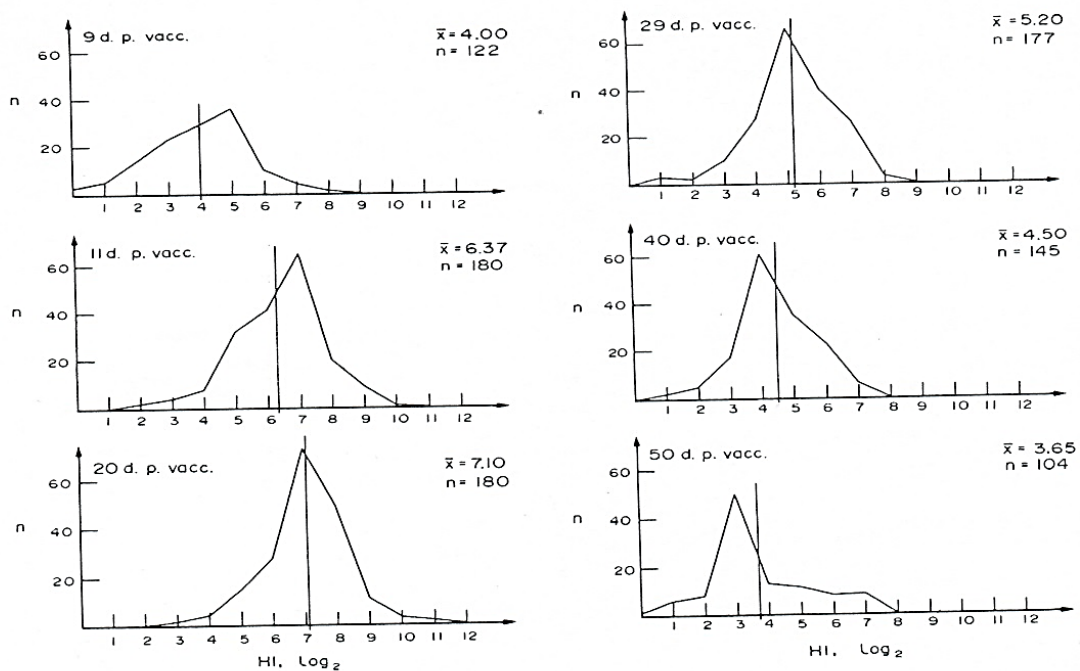 9 d. p. vacc.
x̄=4.00
n= 122
60
40
20
n
1 2 3 4 5 6 7 8 9 10 11 12
11 d. p. vacc.
x̄=6.37
n= 180
60
40
20
n
1 2 3 4 5 6 7 8 9 10 11 12
20 d. p. vacc.
x̄=7.10
n= 180
60
40
20
n
1 2 3 4 5 6 7 8 9 10 11 12
HI, Log₂
29 d. p. vacc.
x̄=5.20
n= 177
60
40
20
n
1 2 3 4 5 6 7 8 9 10 11 12
40 d. p. vacc.
x̄=4.50
n= 145
60
40
20
n
1 2 3 4 5 6 7 8 9 10 11 12
50 d. p. vacc.
x̄= 3.65
n= 104
60
40
20
n
1 2 3 4 5 6 7 8 9 10 11 12
HI, Log₂